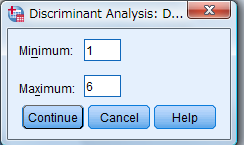 Discriminant Analysis: D...
Minimum: 1
Maximum: 6
Continue Cancel Help